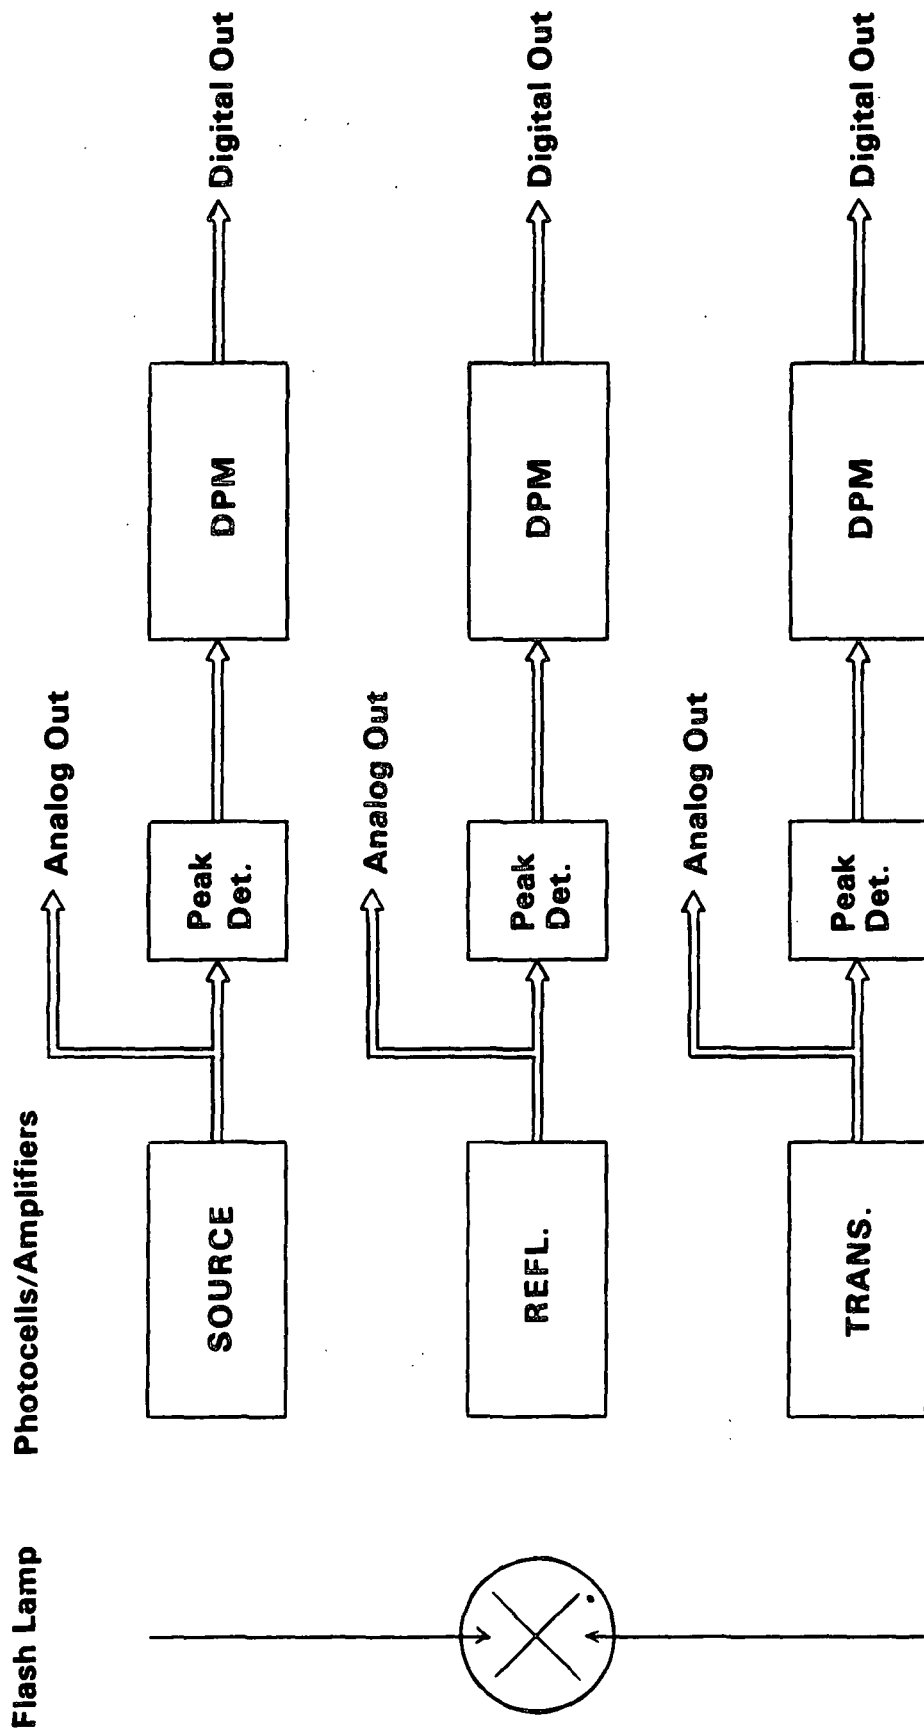 Flash Lamp
Photocells/Amplifiers
SOURCE
Analog Out
Peak
Det.
DPM
Digital Out
REFL.
Analog Out
Peak
Det.
DPM
Digital Out
TRANS.
Analog Out
Peak
Det.
DPM
Digital Out